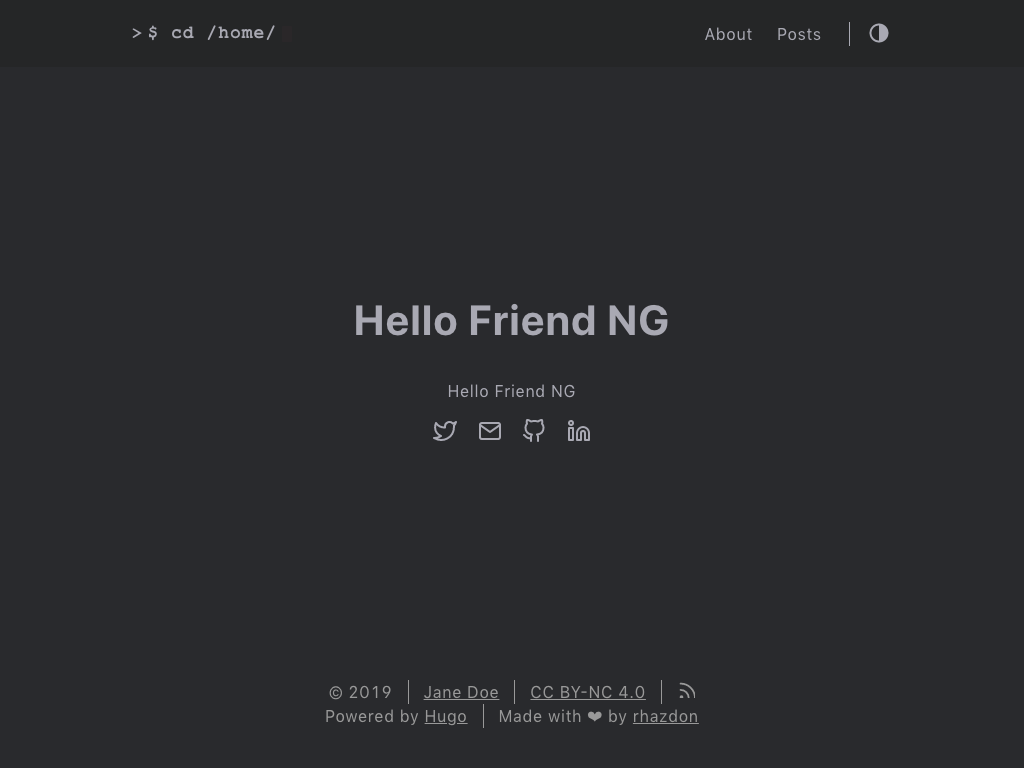 >$ cd /home/
About Posts
Hello Friend NG
Hello Friend NG
© 2019 Jane Doe CC BY-NC 4.0
Powered by Hugo Made with ❤ by rhazdon